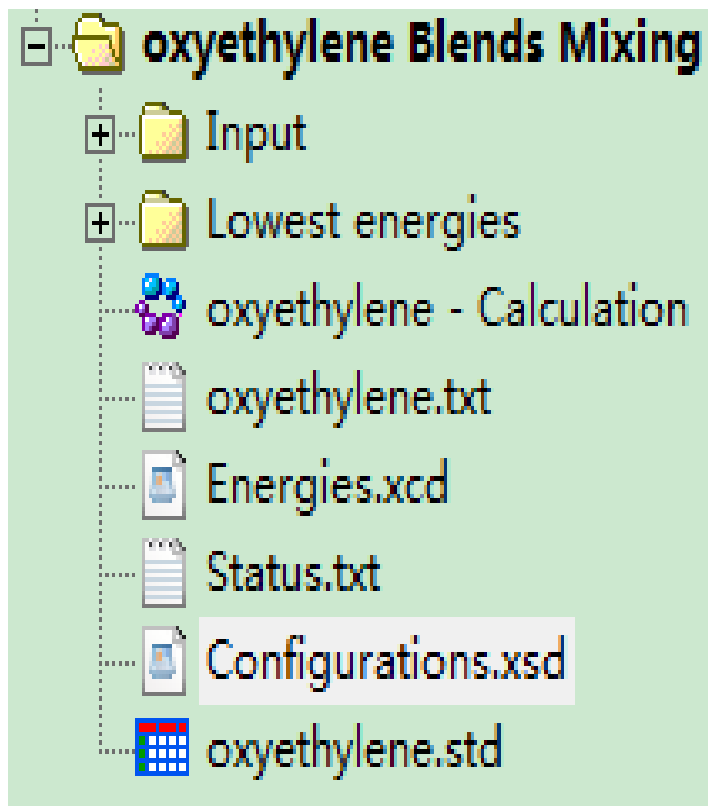 oxyethylene Blends Mixing
Input
Lowest energies
oxyethylene - Calculation
oxyethylene.txt
Energies.xcd
Status.txt
Configurations.xsd
oxyethylene.std